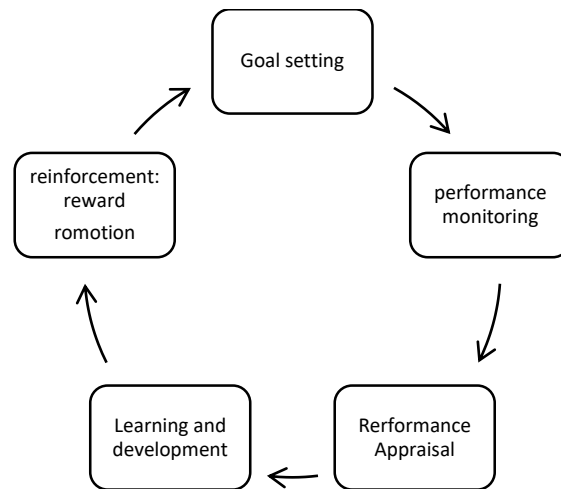 Goal setting
performance
monitoring
Rerformance
Appraisal
Learning and
development
reinforcement:
reward
romotion